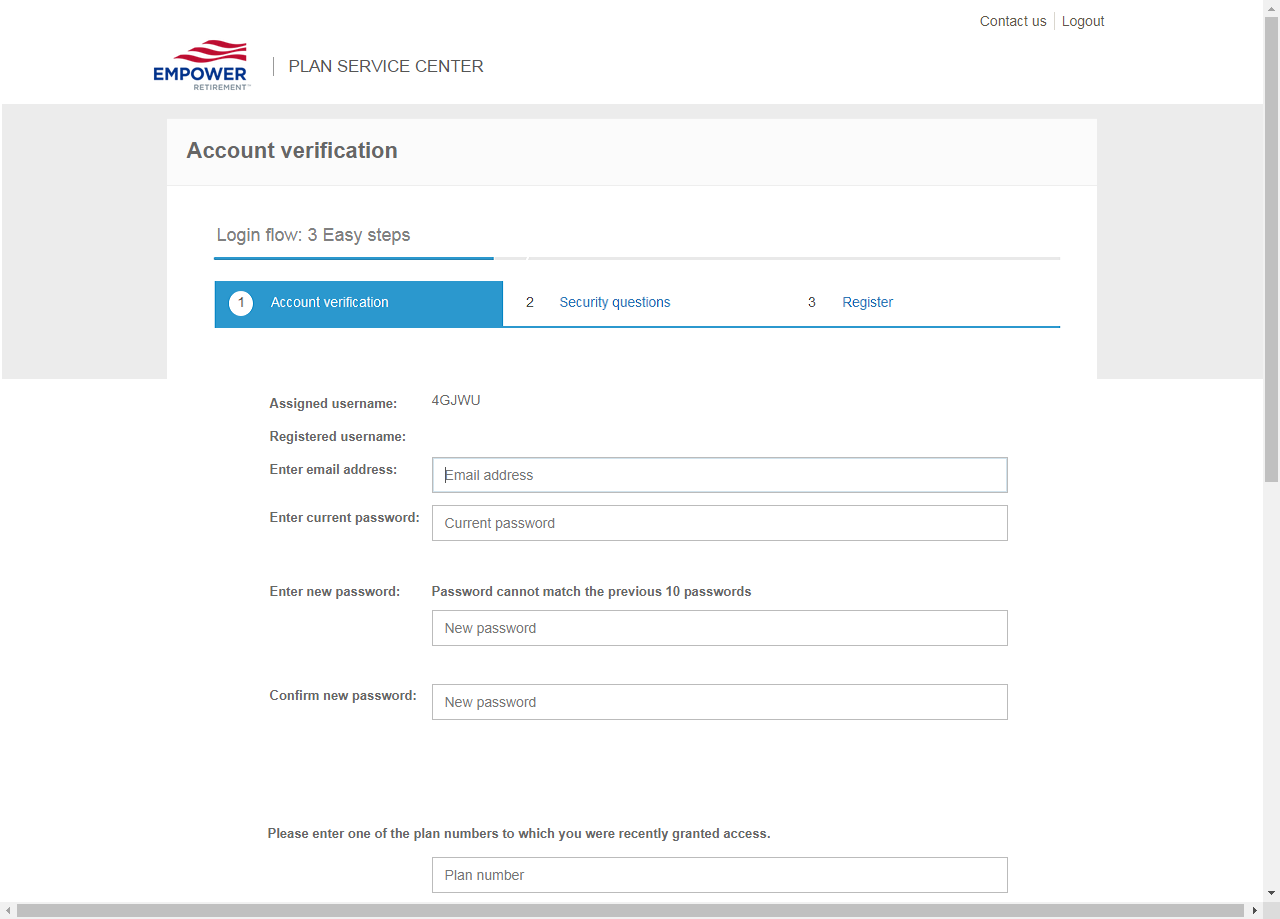 Contact us Logout
EMPOWER
RETIREMENT™
PLAN SERVICE CENTER
Account verification
Login flow: 3 Easy steps
1 Account verification 2 Security questions 3 Register
Assigned username: 4GJWU
Registered username:
Enter email address: Email address
Enter current password: Current password
Enter new password: Password cannot match the previous 10 passwords
New password
Confirm new password: New password
Please enter one of the plan numbers to which you were recently granted access.
Plan number